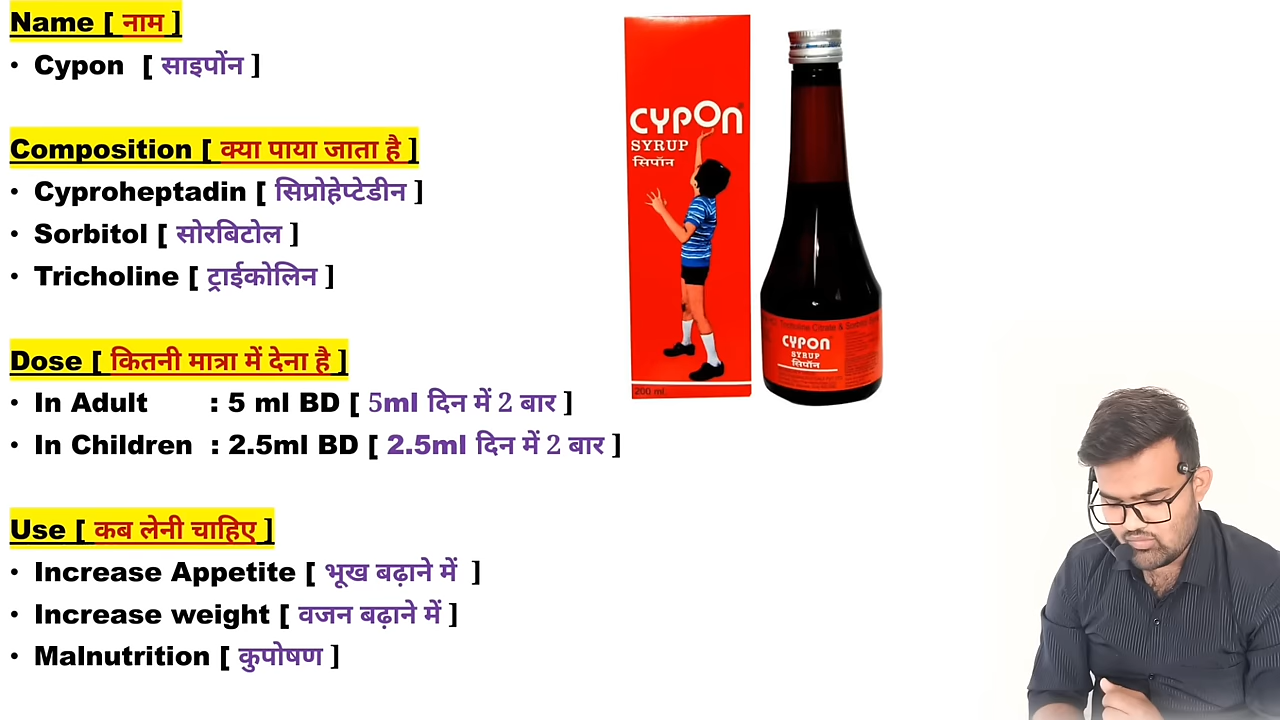 Name [ नाम ]
• Cypon [ साइपोंन ]
Composition [ क्या पाया जाता है ]
• Cyproheptadin [ सिप्रोहेप्टेडीन ]
• Sorbitol [ सोरबिटोल ]
• Tricholine [ ट्राईकोलिन ]
Dose [ कितनी मात्रा में देना है ]
• In Adult : 5 ml BD [ 5ml दिन में 2 बार ]
• In Children : 2.5ml BD [ 2.5ml दिन में 2 बार ]
Use [ कब लेनी चाहिए ]
• Increase Appetite [ भूख बढ़ाने में ]
• Increase weight [ वजन बढ़ाने में ]
• Malnutrition [ कुपोषण ]
CYPON
SYRUP
सिपॉन
200 ml.
Tricholine Citrate &
CYPON
SYRUP
सिपॉन